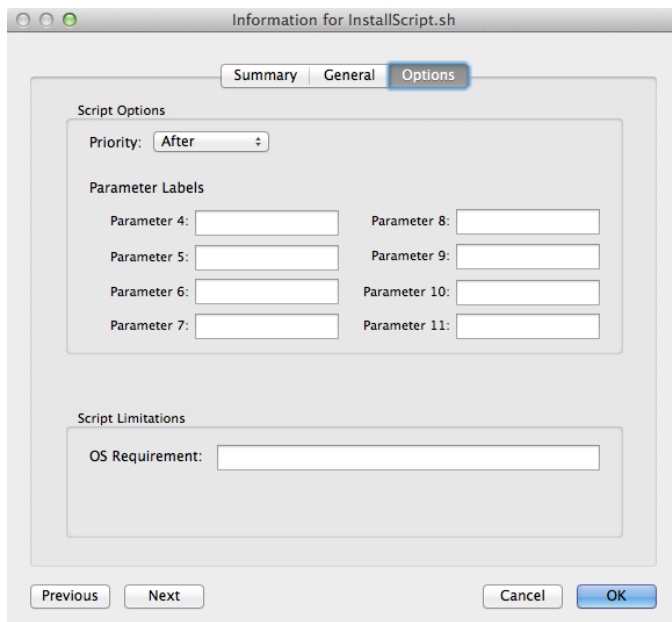 Information for InstallScript.sh
Summary General Options
Script Options
Priority: After
Parameter Labels
Parameter 4: Parameter 8:
Parameter 5: Parameter 9:
Parameter 6: Parameter 10:
Parameter 7: Parameter 11:
Script Limitations
OS Requirement:
Previous Next Cancel OK